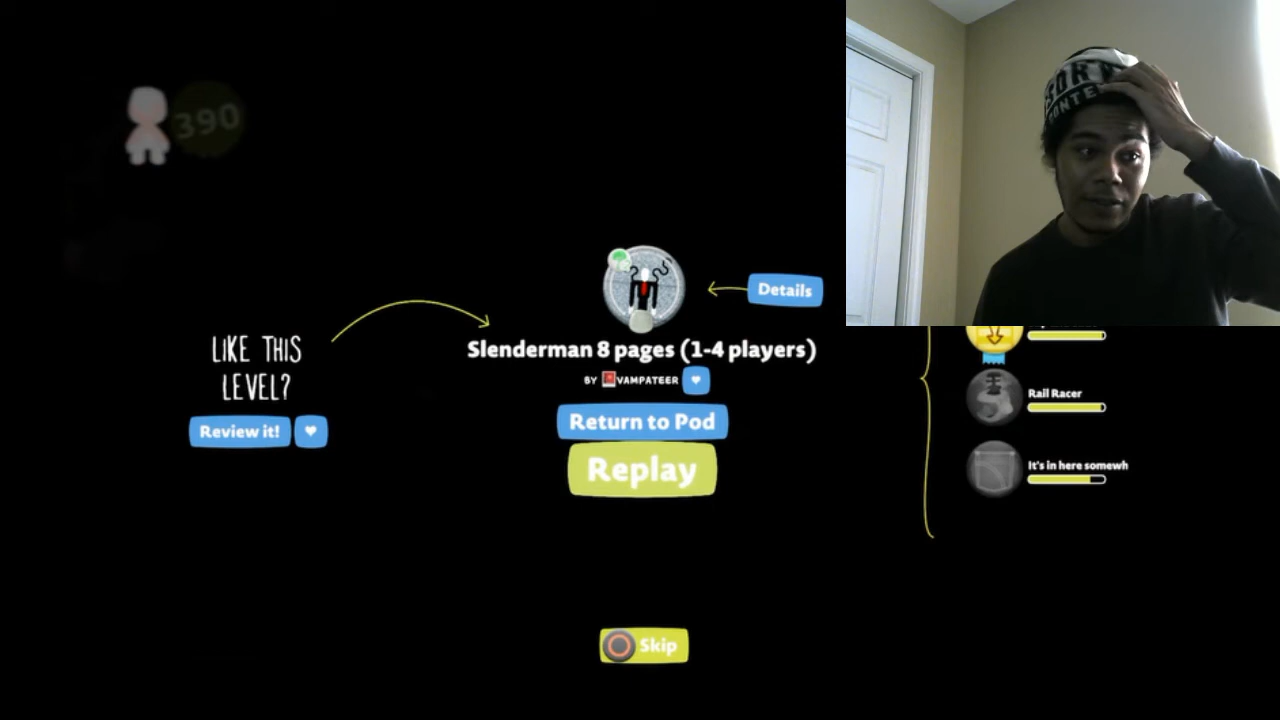 390
Details
LIKE THIS
LEVEL?
Slenderman 8 pages (1-4 players)
BY VAMPATEER
Review it!
Return to Pod
Replay
Rail Racer
It's in here somewh
Skip